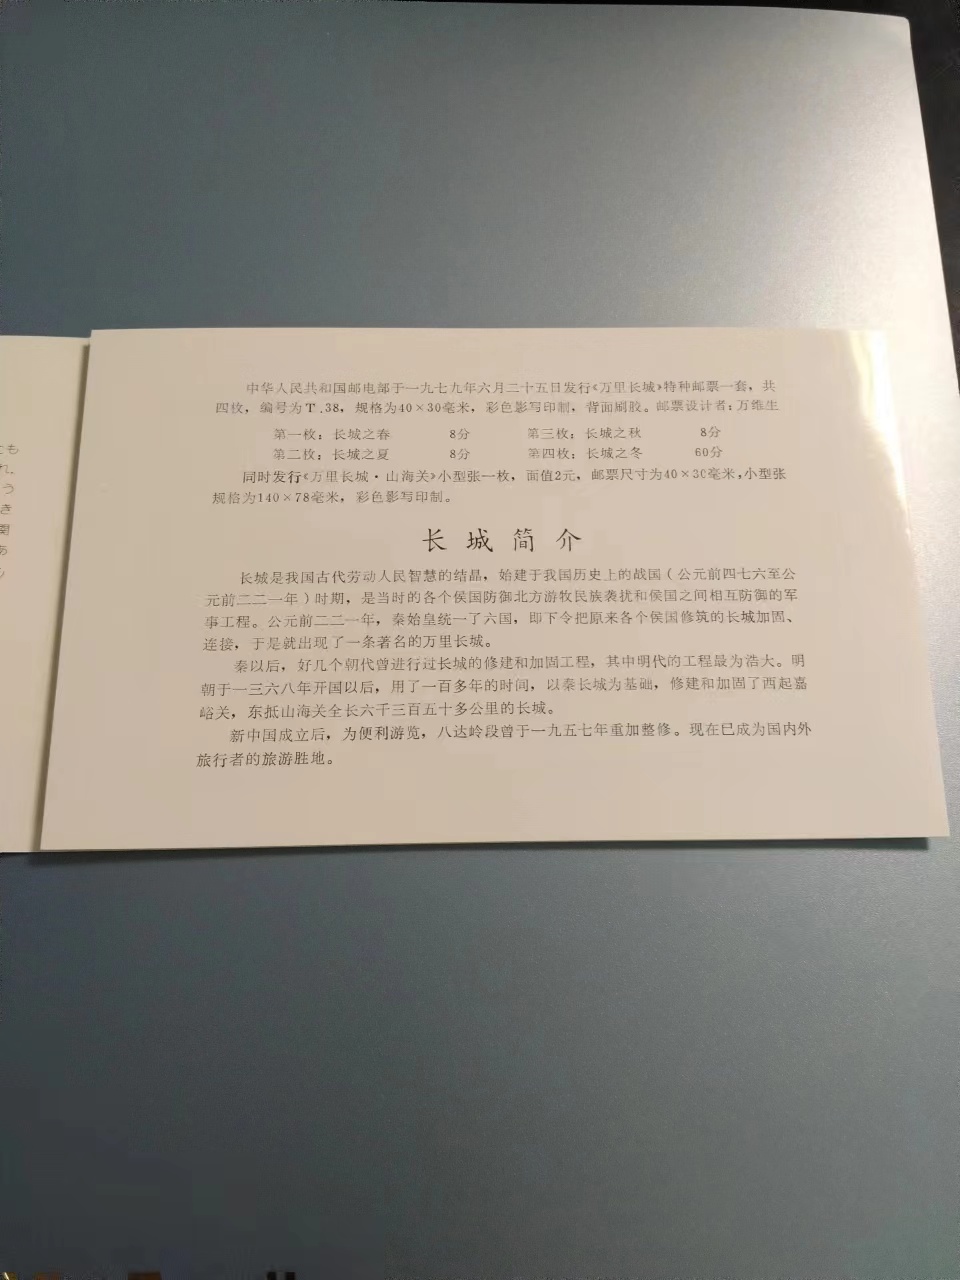 中华人民共和国邮电部于一九七九年六月二十五日发行《万里长城》特种邮票一套，共
四枚，编号为T.38，规格为40×30毫米，彩色影写印制，背面刷胶。邮票设计者：万维生
第一枚：长城之春 8分 第三枚：长城之秋 8分
第二枚：长城之夏 8分 第四枚：长城之冬 60分
同时发行《万里长城·山海关》小型张一枚，面值2元，邮票尺寸为40×30毫米，小型张
规格为140×78毫米，彩色影写印制。
长城简介
长城是我国古代劳动人民智慧的结晶，始建于我国历史上的战国（公元前四七六至公
元前二二一年）时期，是当时的各个侯国防御北方游牧民族袭扰和侯国之间相互防御的军
事工程。公元前二二一年，秦始皇统一了六国，即下令把原来各个侯国修筑的长城加固、
连接，于是就出现了一条著名的万里长城。
秦以后，好几个朝代曾进行过长城的修建和加固工程，其中明代的工程最为浩大。明
朝于一三六八年开国以后，用了一百多年的时间，以秦长城为基础，修建和加固了西起嘉
峪关，东抵山海关全长六千三百五十多公里的长城。
新中国成立后，为便利游览，八达岭段曾于一九五七年重加整修。现在已成为国内外
旅行者的旅游胜地。
とも
れ，
う
き
関
あ